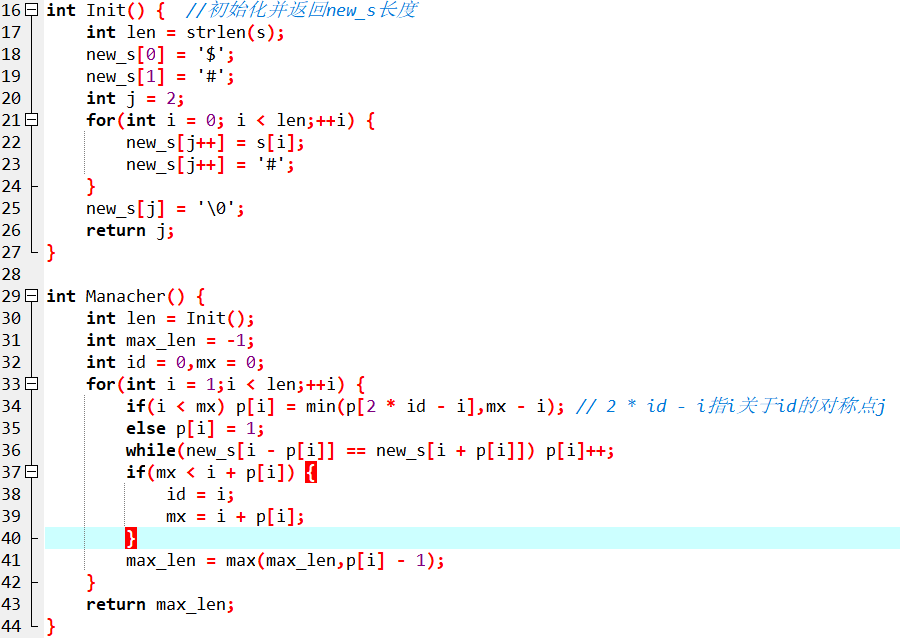 16 int Init() { //初始化并返回new_s长度
17 int len = strlen(s);
18 new_s[0] = '$';
19 new_s[1] = '#';
20 int j = 2;
21 for(int i = 0; i < len;++i) {
22 new_s[j++] = s[i];
23 new_s[j++] = '#';
24 }
25 new_s[j] = '\0';
26 return j;
27 }
28
29 int Manacher() {
30 int len = Init();
31 int max_len = -1;
32 int id = 0,mx = 0;
33 for(int i = 1;i < len;++i) {
34 if(i < mx) p[i] = min(p[2 * id - i],mx - i); // 2 * id - i指i关于id的对称点j
35 else p[i] = 1;
36 while(new_s[i - p[i]] == new_s[i + p[i]]) p[i]++;
37 if(mx < i + p[i]) {
38 id = i;
39 mx = i + p[i];
40 }
41 max_len = max(max_len,p[i] - 1);
42 }
43 return max_len;
44 }